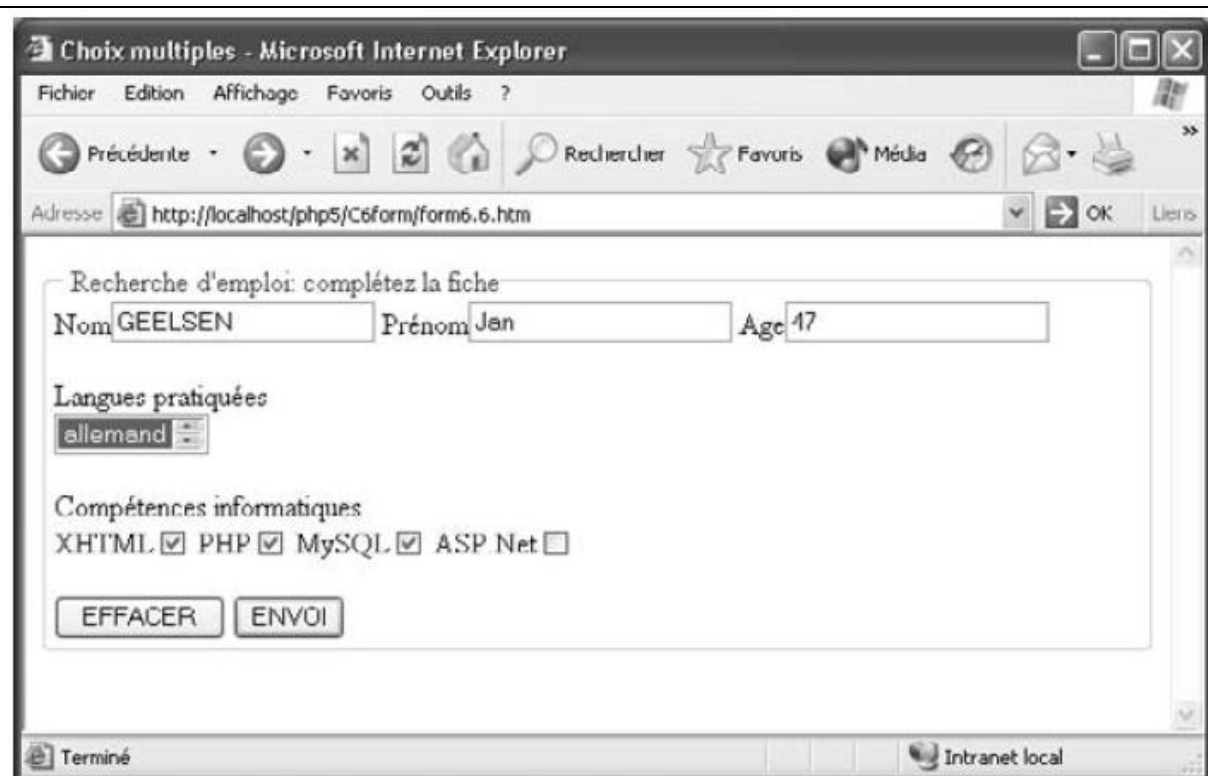 Choix multiples - Microsoft Internet Explorer
Fichier Edition Affichage Favoris Outils ?
Précédente Rechercher Favoris Média »
Adresse http://localhost/php5/C6form/form6.6.htm OK Liens
Recherche d'emploi: complétez la fiche
Nom GEELSEN Prénom Jan Age 47
Langues pratiquées
allemand
Compétences informatiques
XHTML PHP MySQL ASP Net
EFFACER ENVOI
Terminé Intranet local